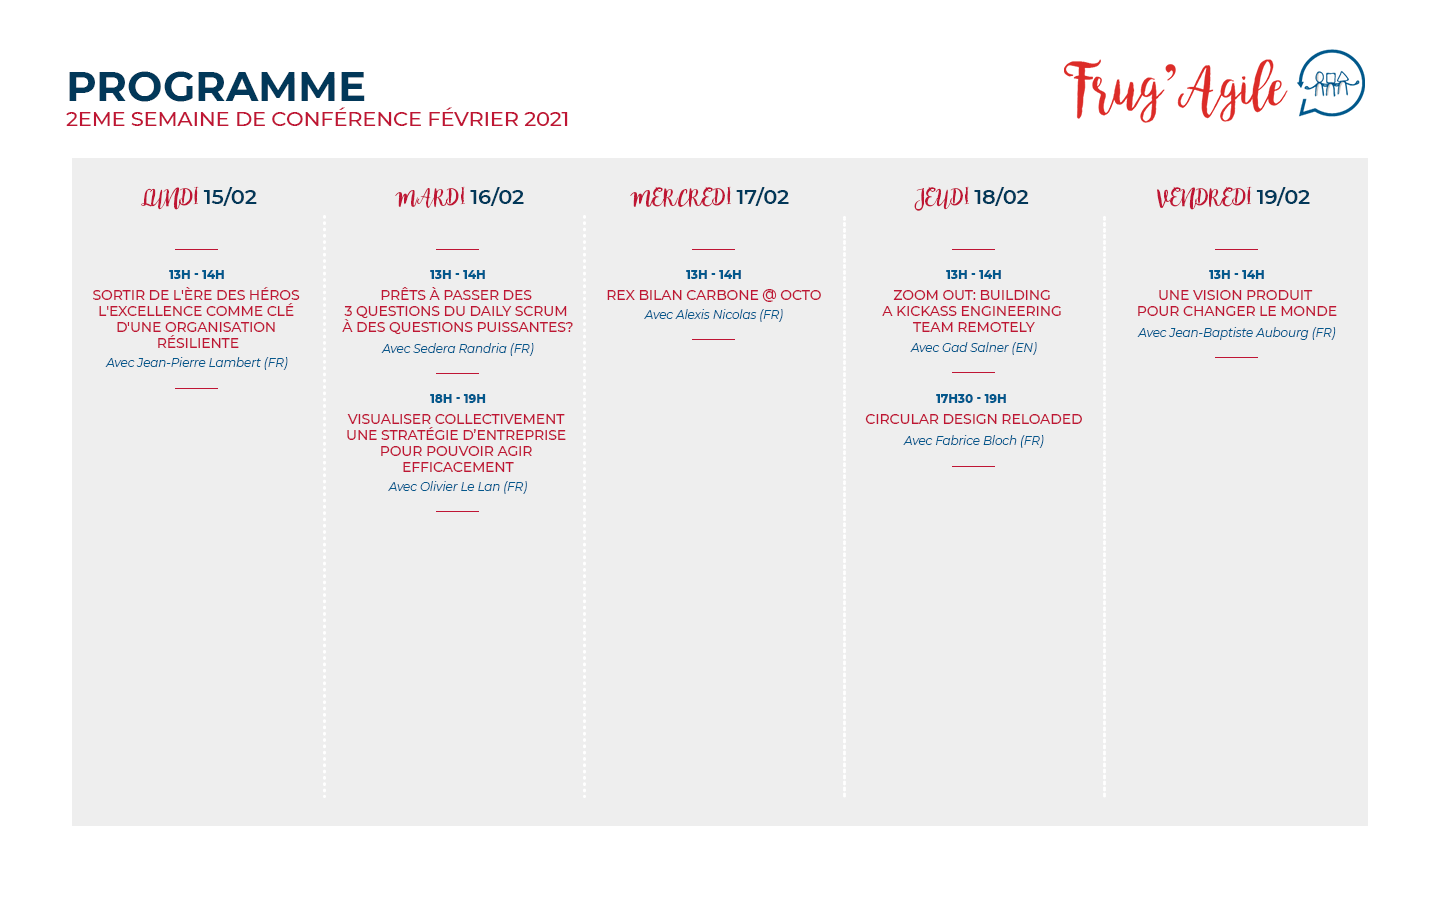 PROGRAMME
2EME SEMAINE DE CONFÉRENCE FÉVRIER 2021
Frug'Agile
LUNDI 15/02
13H - 14H
SORTIR DE L'ÈRE DES HÉROS
L'EXCELLENCE COMME CLÉ
D'UNE ORGANISATION
RÉSILIENTE
Avec Jean-Pierre Lambert (FR)
MARDI 16/02
13H - 14H
PRÊTS À PASSER DES
3 QUESTIONS DU DAILY SCRUM
À DES QUESTIONS PUISSANTES?
Avec Sedera Randria (FR)
18H - 19H
VISUALISER COLLECTIVEMENT
UNE STRATÉGIE D’ENTREPRISE
POUR POUVOIR AGIR
EFFICACEMENT
Avec Olivier Le Lan (FR)
MERCREDI 17/02
13H - 14H
REX BILAN CARBONE @ OCTO
Avec Alexis Nicolas (FR)
JEUDI 18/02
13H - 14H
ZOOM OUT: BUILDING
A KICKASS ENGINEERING
TEAM REMOTELY
Avec Gad Salner (EN)
17H30 - 19H
CIRCULAR DESIGN RELOADED
Avec Fabrice Bloch (FR)
VENDREDI 19/02
13H - 14H
UNE VISION PRODUIT
POUR CHANGER LE MONDE
Avec Jean-Baptiste Aubourg (FR)